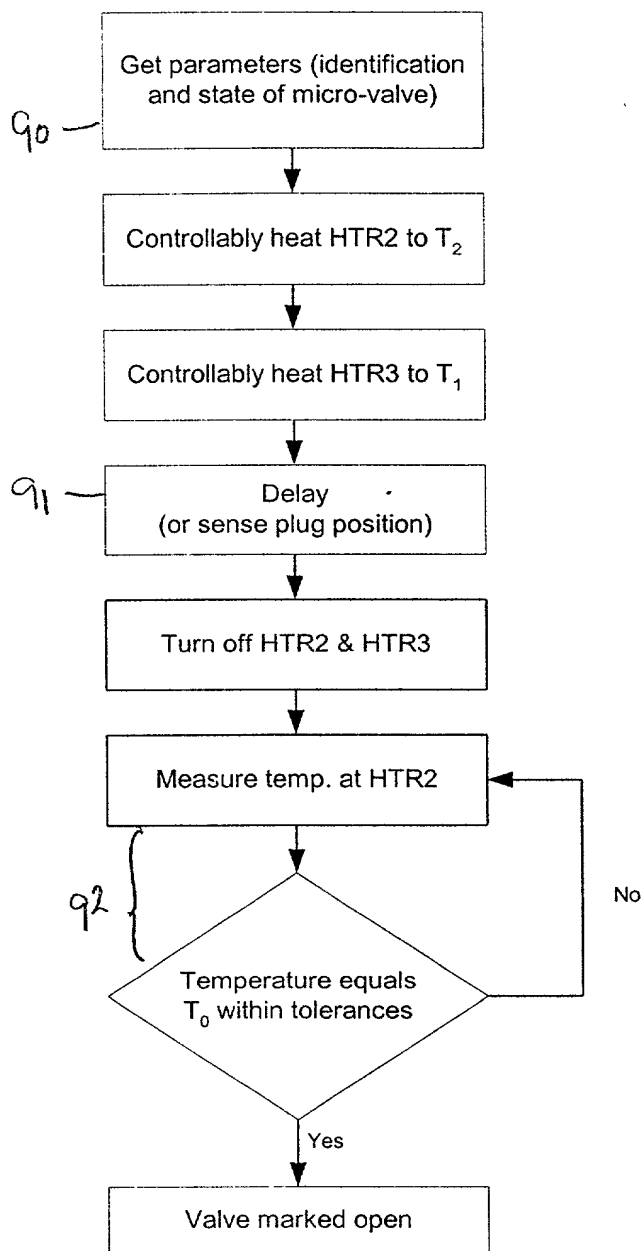 Get parameters (identification
and state of micro-valve)
90
Controllably heat HTR2 to T₂
Controllably heat HTR3 to T₁
91
Delay
(or sense plug position)
Turn off HTR2 & HTR3
Measure temp. at HTR2
92
No
Temperature equals
T₀ within tolerances
Yes
Valve marked open